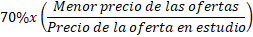 70%x (Menor precio de las ofertas / Precio de la oferta en estudio)